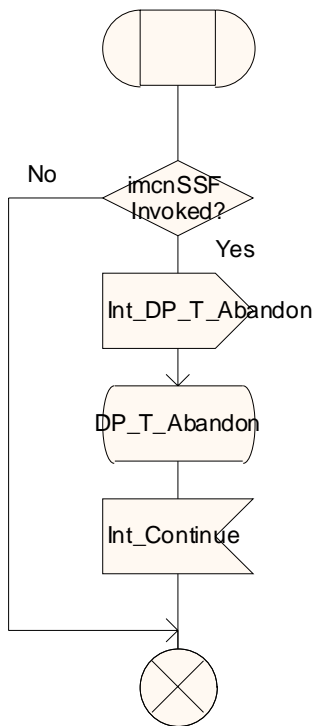 imcnSSF
Invoked?
No
Yes
Int_DP_T_Abandon
DP_T_Abandon
Int_Continue